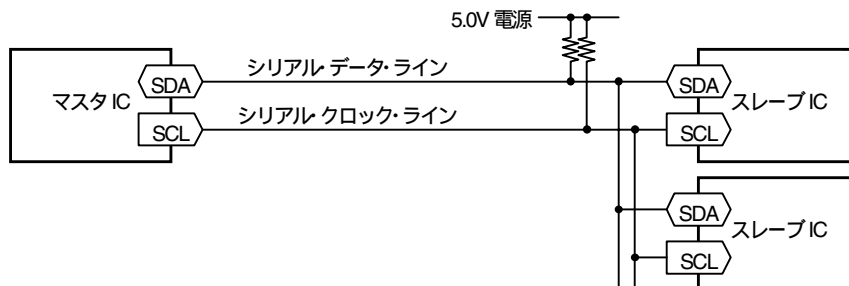 5.0V 電源
シリアル・データ・ライン
マスタ IC
SDA
SDA
スレーブ IC
シリアル・クロック・ライン
SCL
SCL
SDA
スレーブ IC
SCL